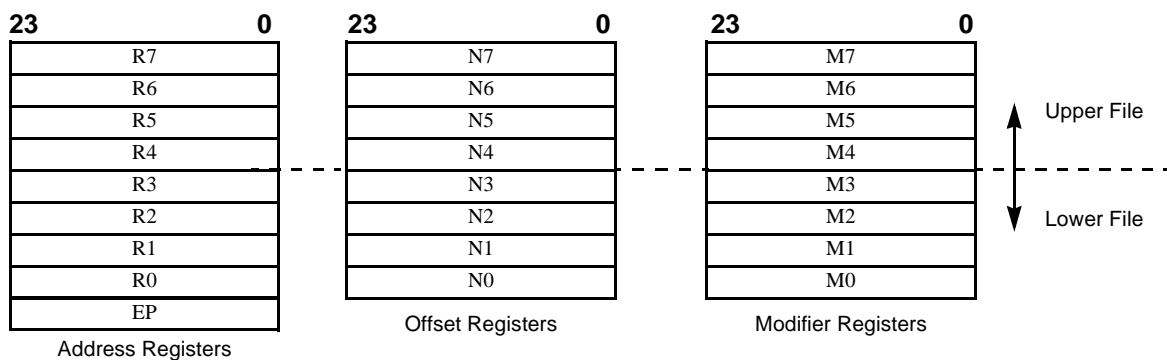 23 0 23 0 23 0
R7 N7 M7
R6 N6 M6
R5 N5 M5 Upper File
R4 N4 M4
R3 N3 M3
R2 N2 M2 Lower File
R1 N1 M1
R0 N0 M0
EP
Offset Registers Modifier Registers
Address Registers